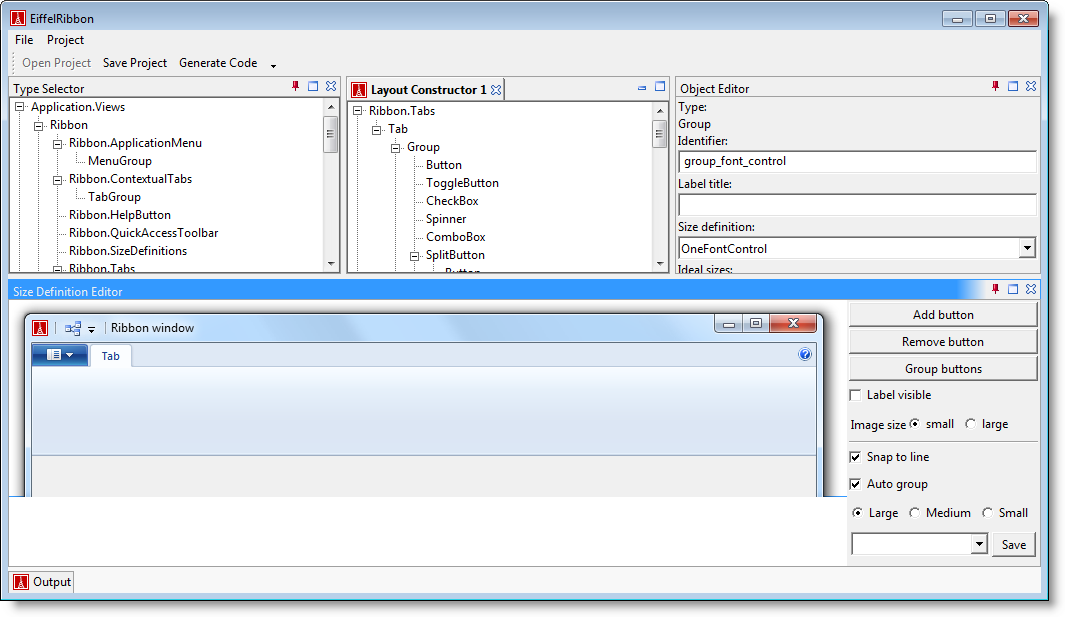 EiffelRibbon
File Project
Open Project Save Project Generate Code
Type Selector
Application.Views
Ribbon
Ribbon.ApplicationMenu
MenuGroup
Ribbon.ContextualTabs
TabGroup
Ribbon.HelpButton
Ribbon.QuickAccessToolbar
Ribbon.SizeDefinitions
Ribbon.Tabs
Layout Constructor 1
Ribbon.Tabs
Tab
Group
Button
ToggleButton
CheckBox
Spinner
ComboBox
SplitButton
Button
Object Editor
Type:
Group
Identifier:
group_font_control
Label title:
Size definition:
OneFontControl
Ideal sizes:
Size Definition Editor
Ribbon window
Tab
Add button
Remove button
Group buttons
Label visible
Image size small large
Snap to line
Auto group
Large Medium Small
Save
Output